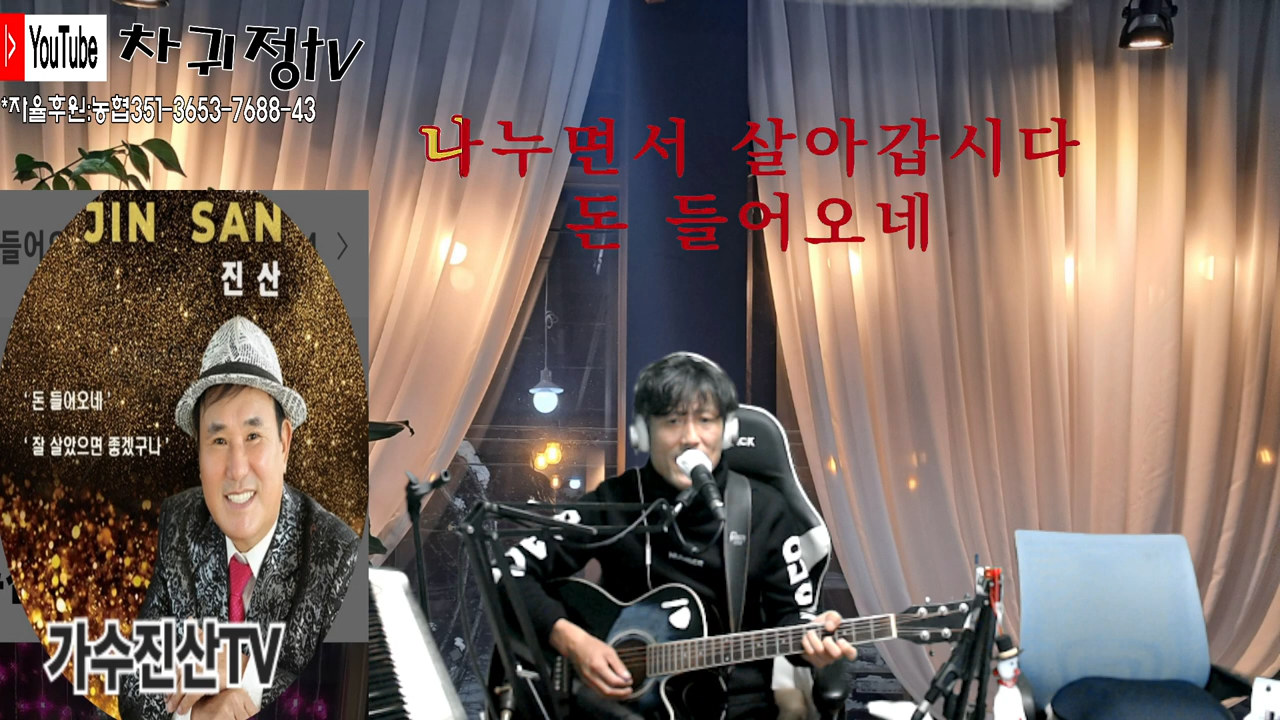 YouTube 차귀정tv
*자율후원:농협351-3653-7688-43
나누면서 살아갑시다
돈 들어오네
들어
JIN SAN
진 산
' 돈 들어오네 '
' 잘 살았으면 좋겠구나 '
가수진산TV